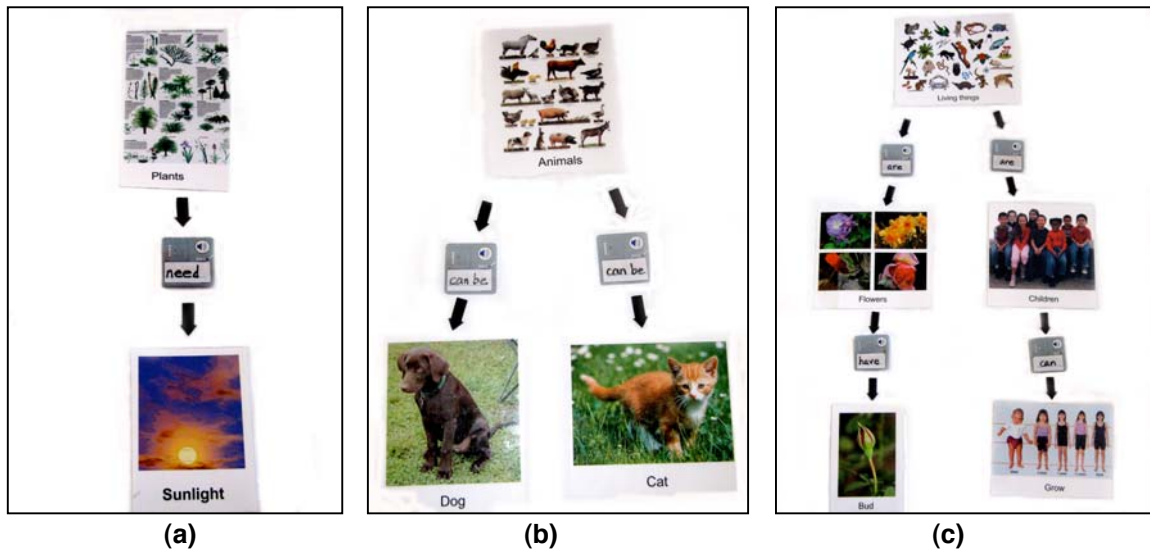 Plants
need
Sunlight
(a)
Animals
can be
can be
Dog
Cat
(b)
Living things
are
are
Flowers
Children
have
can
Bud
Grow
(c)